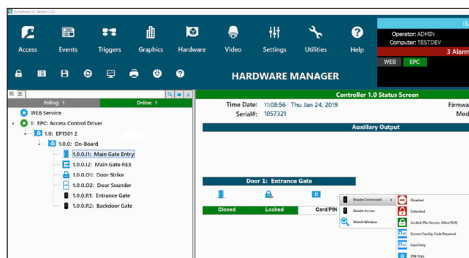 Access Events Triggers Graphics Hardware Video Settings Utilities Help
Operator: ADMIN
Computer: TESTDEV
3 Alarm
WEB EPC
HARDWARE MANAGER
Polling: 1 Online: 1
WEB Service
1: EPC: Access Control Driver
1.0: EP1501 2
1.0.0: On-Board
1.0.0.I1: Main Gate Entry
1.0.0.I2: Main Gate REX
1.0.0.O1: Door Strike
1.0.0.O2: Door Sounder
1.0.0.R1: Entrance Gate
1.0.0.R2: Backdoor Gate
Controller 1.0 Status Screen
Time Date: 11:08:56 Thu Jan 24, 2019 Firmwa
Serial#: 1057321 Mod
Auxillary Output
Door 1: Entrance Gate
Closed Locked Card/PIN
Reader Commands
Reader Access
Watch Window
Disabled
Unlocked
Locked (No Access, Allow REX)
Facility Code Required
Card Only
PIN Only